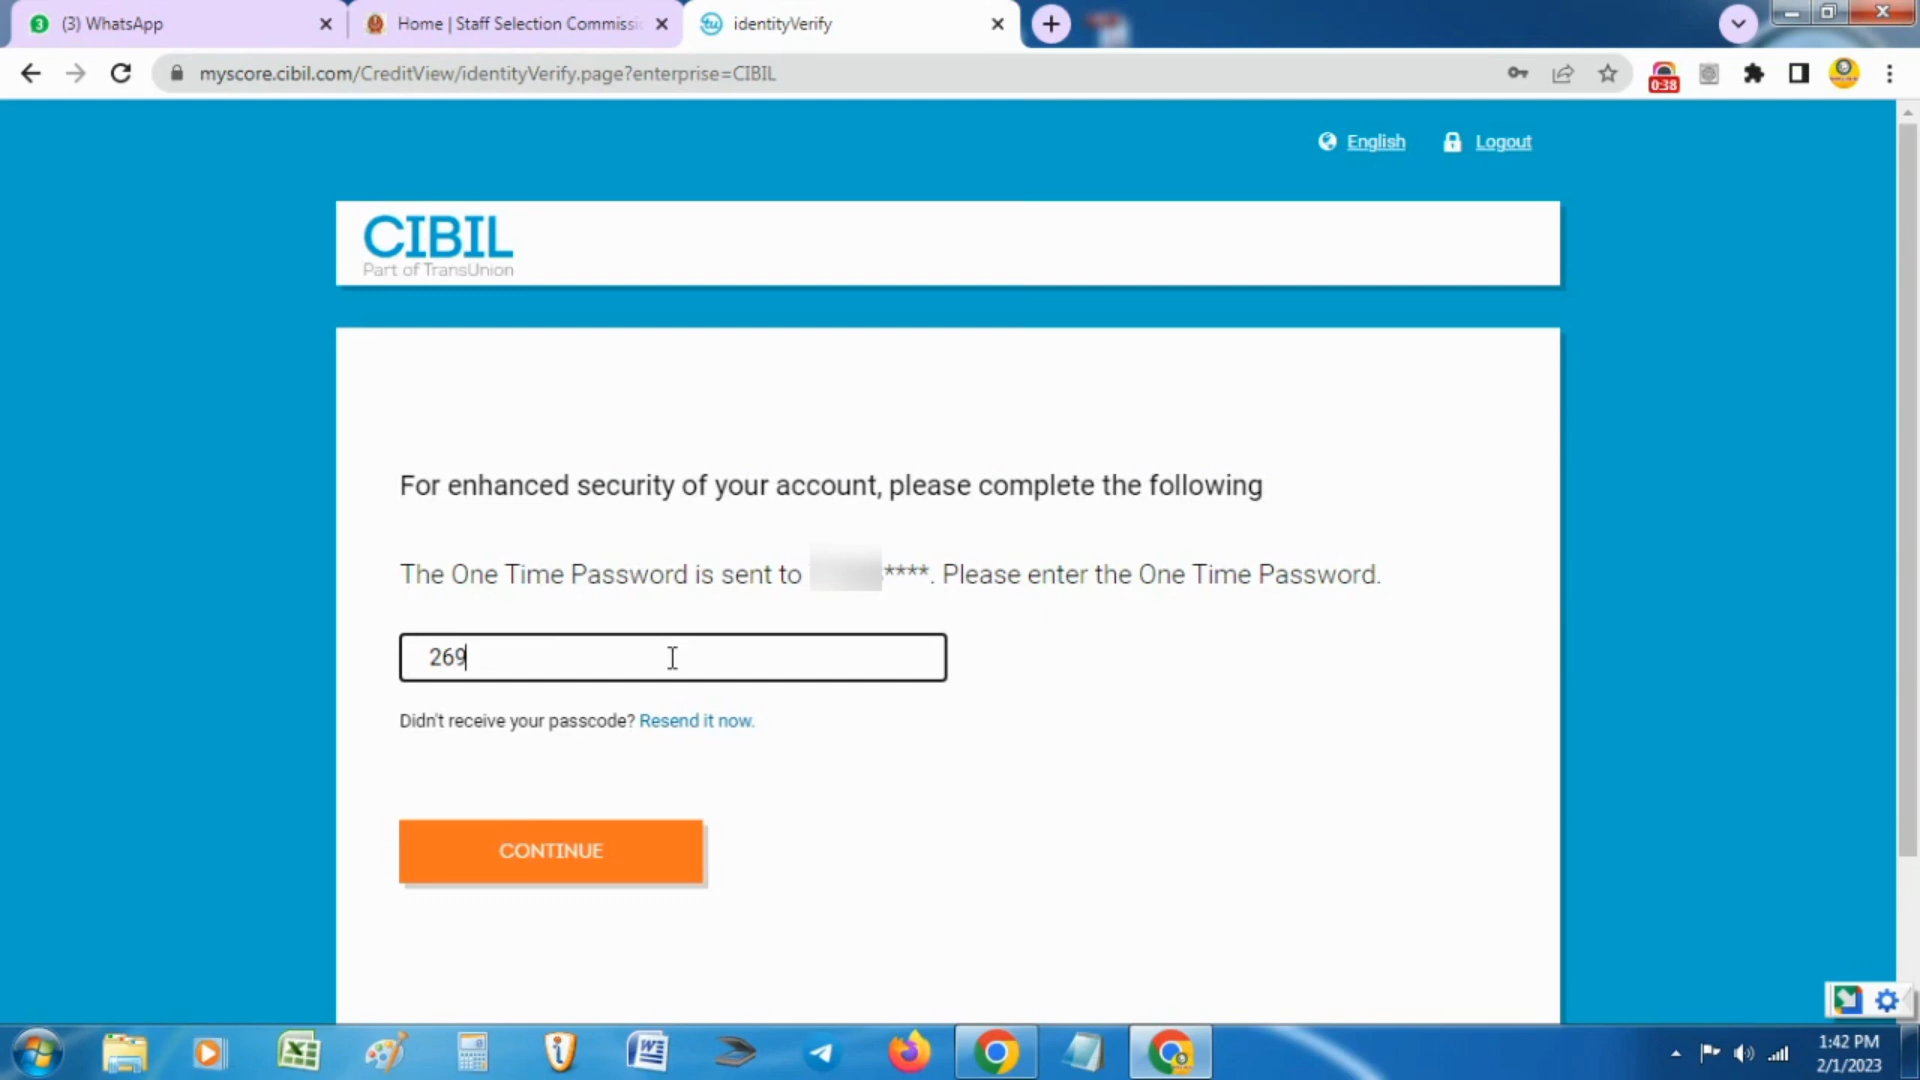 3 (3) WhatsApp
Home | Staff Selection Commissi
tu identityVerify
myscore.cibil.com/CreditView/identityVerify.page?enterprise=CIBIL
0:38
English Logout
CIBIL
Part of TransUnion
For enhanced security of your account, please complete the following
The One Time Password is sent to ****. Please enter the One Time Password.
269
Didn't receive your passcode? Resend it now.
CONTINUE
1:42 PM
2/1/2023